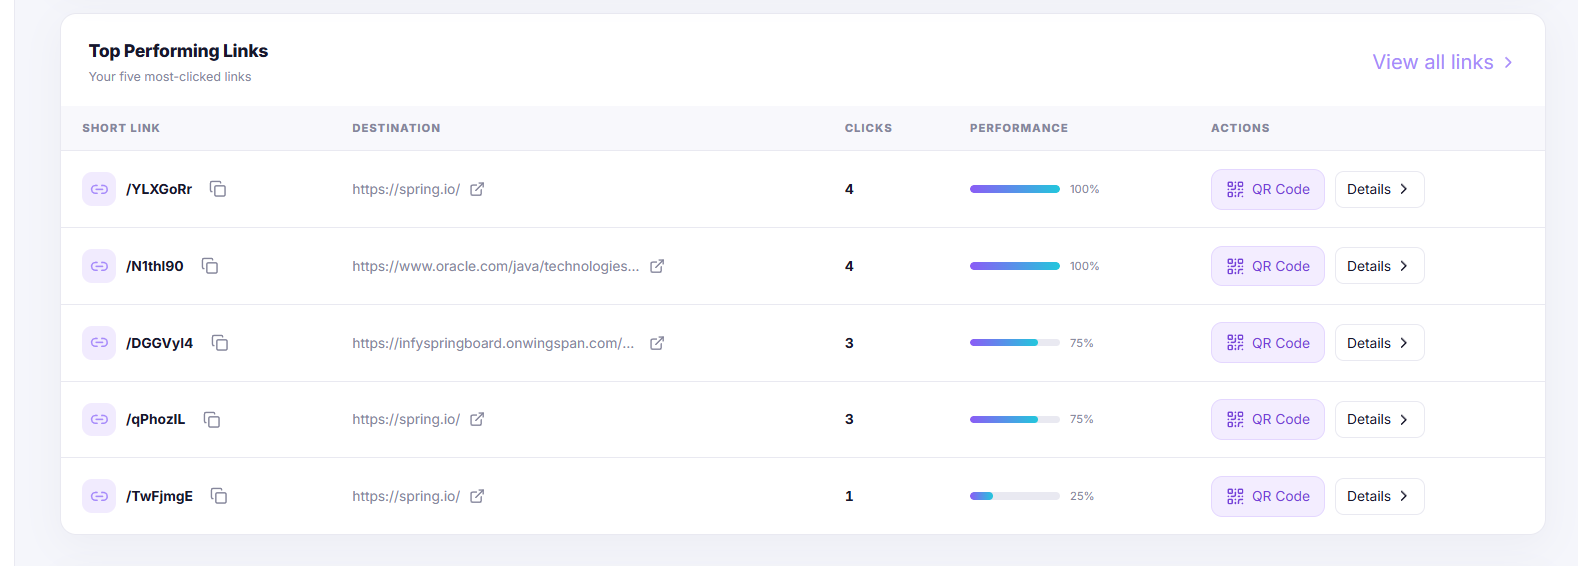 Top Performing Links
Your five most-clicked links
View all links
SHORT LINK DESTINATION CLICKS PERFORMANCE ACTIONS
/YLXGoRr https://spring.io/ 4 100% QR Code Details
/N1thI90 https://www.oracle.com/java/technologies... 4 100% QR Code Details
/DGGVyI4 https://infyspringboard.onwingspan.com/... 3 75% QR Code Details
/qPhozIL https://spring.io/ 3 75% QR Code Details
/TwFjmgE https://spring.io/ 1 25% QR Code Details